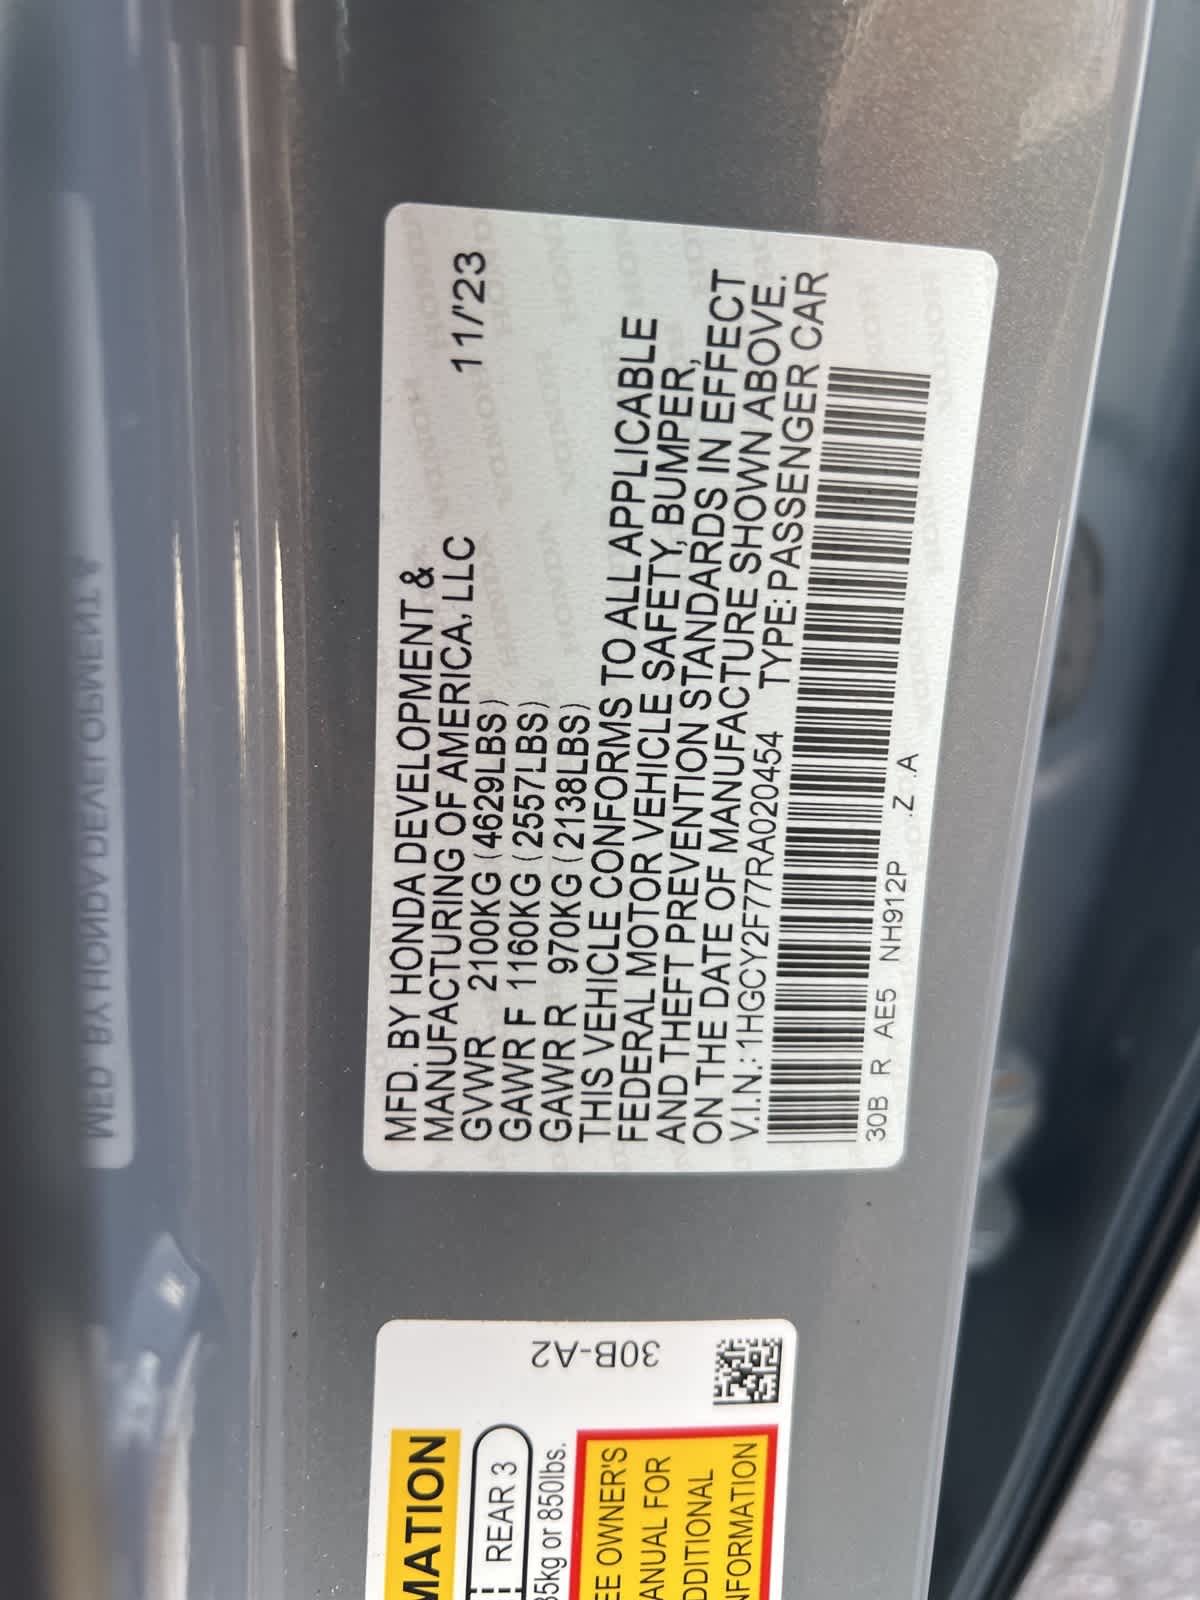 MFD. BY HONDA DEVELOPMENT &
MANUFACTURING OF AMERICA, LLC 11/'23
GVWR 2100KG (4629LBS)
GAWR F 1160KG (2557LBS)
GAWR R 970KG (2138LBS)
THIS VEHICLE CONFORMS TO ALL APPLICABLE
FEDERAL MOTOR VEHICLE SAFETY, BUMPER,
AND THEFT PREVENTION STANDARDS IN EFFECT
ON THE DATE OF MANUFACTURE SHOWN ABOVE.
V.I.N.: 1HGCY2F77RA020454 TYPE: PASSENGER CAR
30B R AE5 NH912P .Z .A
30B-A2
MATION
REAR 3
35kg or 850lbs.
EE OWNER'S
ANUAL FOR
DDITIONAL
NFORMATION